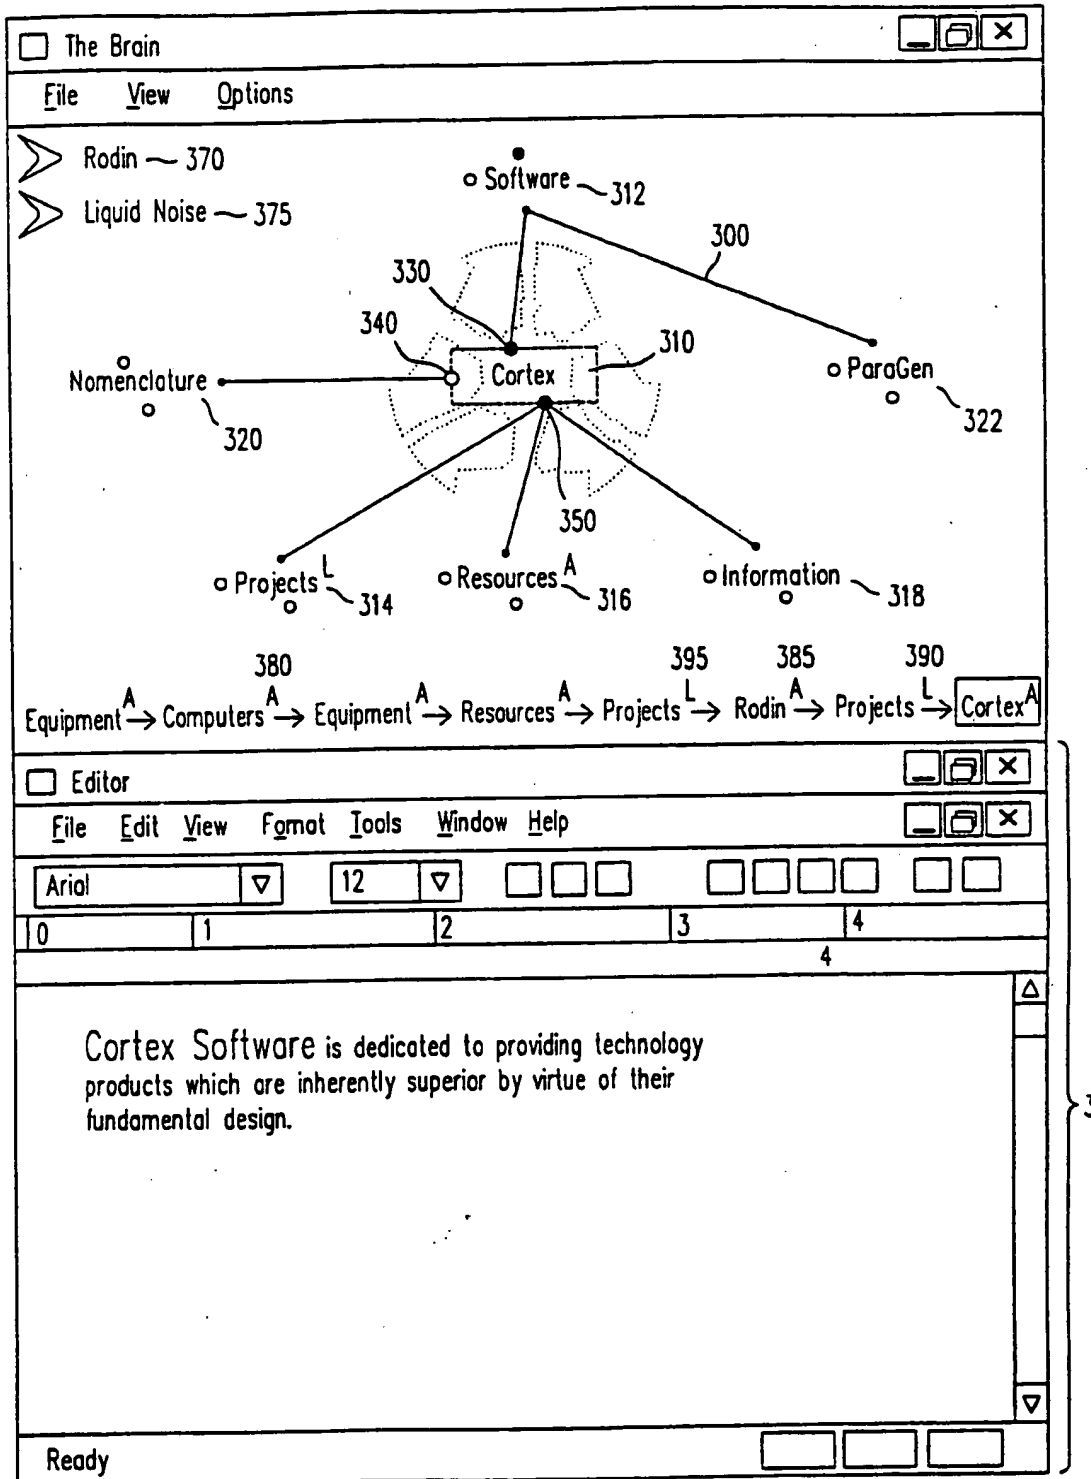 The Brain
File View Options
Rodin 370
Liquid Noise 375
Software 312
300
330
340
310
Cortex
Nomenclature
320
ParaGen
322
350
Projects L 314
Resources A 316
Information 318
380 395 385 390
Equipment A → Computers A → Equipment A → Resources A → Projects L → Rodin A → Projects L → Cortex A
Editor
File Edit View Fomat Tools Window Help
Arial 12
0 1 2 3 4
4
Cortex Software is dedicated to providing technology
products which are inherently superior by virtue of their
fundamental design.
Ready